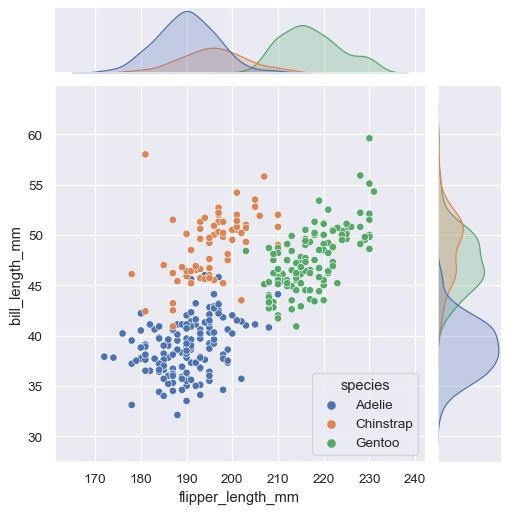 60
55
50
45
40
35
30
bill_length_mm
170 180 190 200 210 220 230 240
flipper_length_mm
species
Adelie
Chinstrap
Gentoo